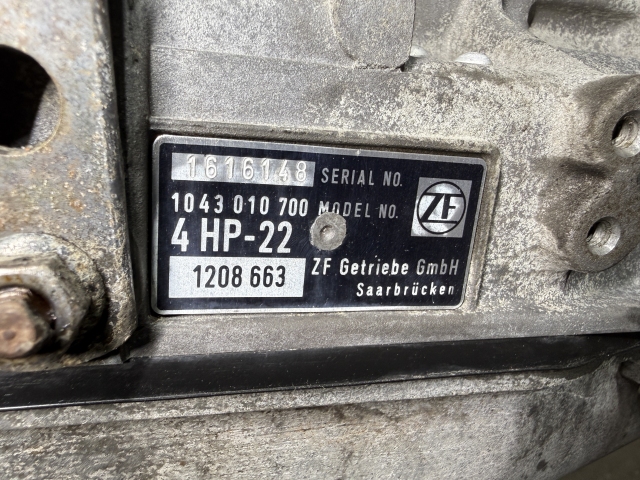 1616148 SERIAL NO.
1043 010 700 MODEL NO.
ZF
4 HP-22
1208 663 ZF Getriebe GmbH
Saarbrücken